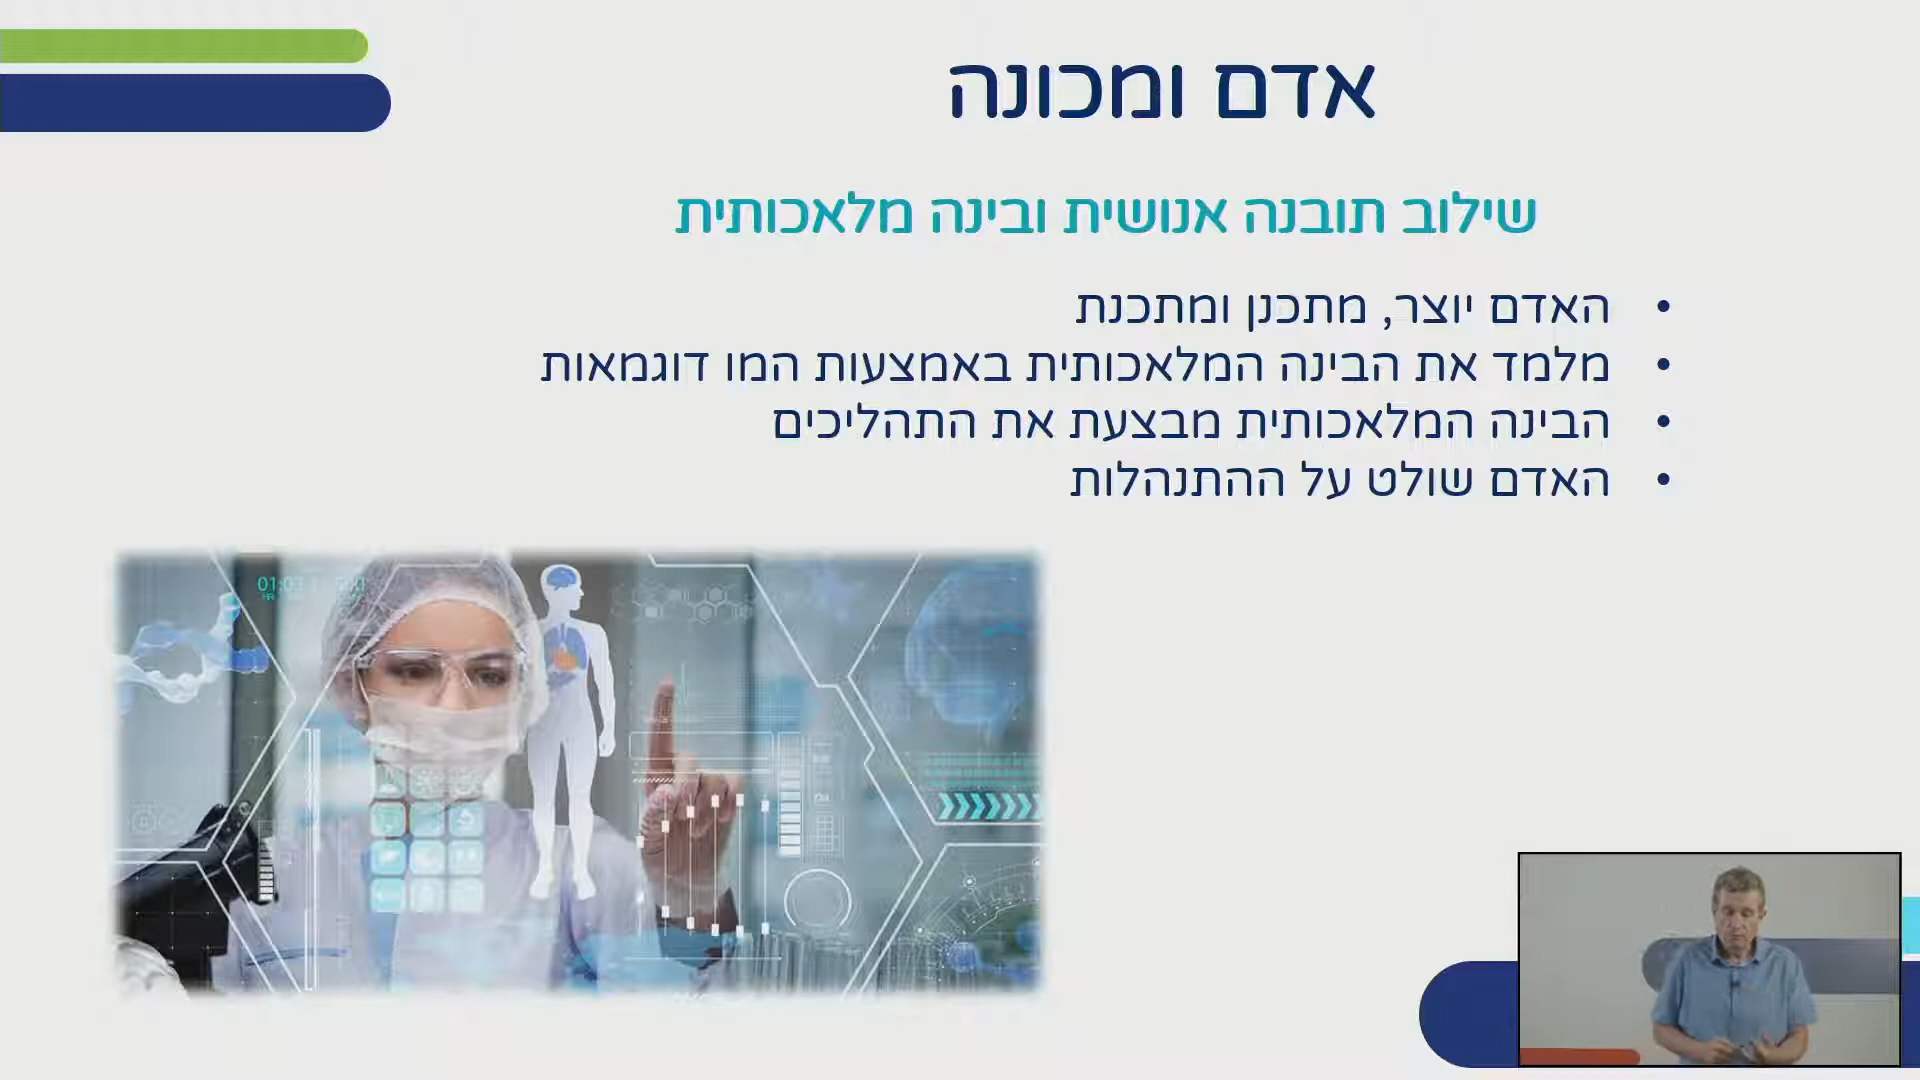 אדם ומכונה
שילוב תובנה אנושית ובינה מלאכותית
• האדם יוצר, מתכנן ומתכנת
• מלמד את הבינה המלאכותית באמצעות המו דוגמאות
• הבינה המלאכותית מבצעת את התהליכים
• האדם שולט על ההתנהלות